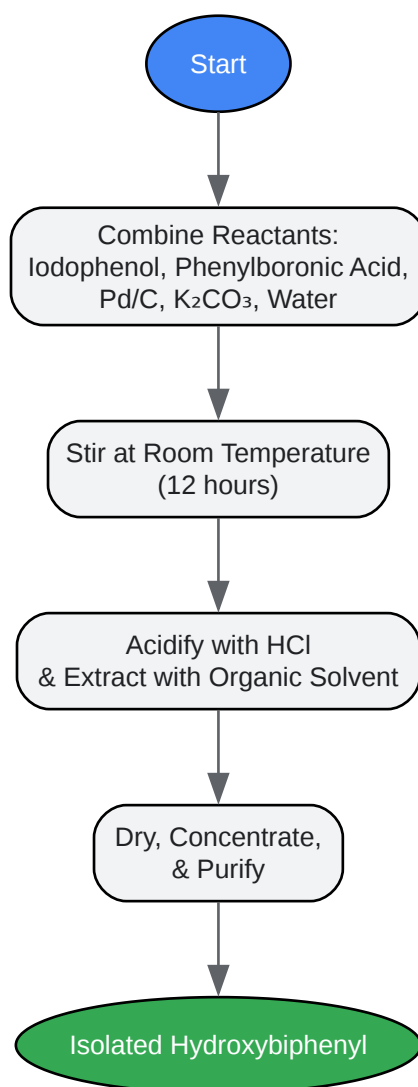 Start
Combine Reactants:
Iodophenol, Phenylboronic Acid,
Pd/C, K₂CO₃, Water
Stir at Room Temperature
(12 hours)
Acidify with HCl
& Extract with Organic Solvent
Dry, Concentrate,
& Purify
Isolated Hydroxybiphenyl